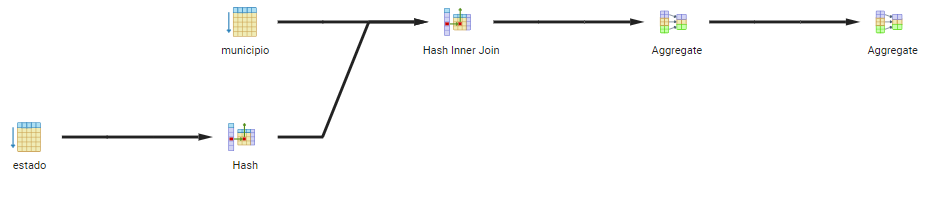 municipio
Hash Inner Join
Aggregate
Aggregate
estado
Hash